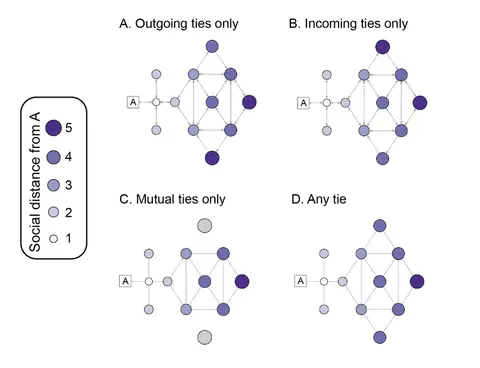 A. Outgoing ties only
B. Incoming ties only
A
A
Social distance from A
5
4
3
2
1
C. Mutual ties only
D. Any tie
A
A